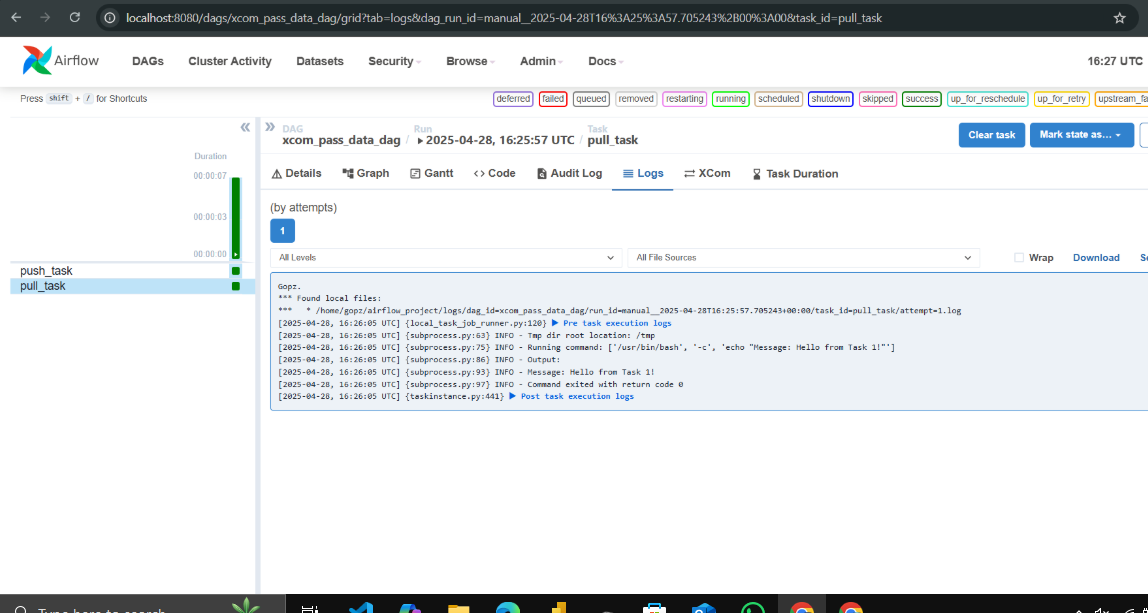 localhost:8080/dags/xcom_pass_data_dag/grid?tab=logs&dag_run_id=manual__2025-04-28T16%3A25%3A57.705243%2B00%3A00&task_id=pull_task
Airflow DAGs Cluster Activity Datasets Security Browse Admin Docs 16:27 UTC
Press shift + / for Shortcuts deferred failed queued removed restarting running scheduled shutdown skipped success up_for_reschedule up_for_retry upstream_fa
DAG Run Task
xcom_pass_data_dag / 2025-04-28, 16:25:57 UTC / pull_task Clear task Mark state as…
Duration
00:00:07
00:00:03
00:00:00
push_task
pull_task
Details Graph Gantt Code Audit Log Logs XCom Task Duration
(by attempts)
1
All Levels All File Sources Wrap Download Se
Gopz.
*** Found local files:
***   * /home/gopz/airflow_project/logs/dag_id=xcom_pass_data_dag/run_id=manual__2025-04-28T16:25:57.705243+00:00/task_id=pull_task/attempt=1.log
[2025-04-28, 16:26:05 UTC] {local_task_job_runner.py:120} ▶ Pre task execution logs
[2025-04-28, 16:26:05 UTC] {subprocess.py:63} INFO - Tmp dir root location: /tmp
[2025-04-28, 16:26:05 UTC] {subprocess.py:75} INFO - Running command: ['/usr/bin/bash', '-c', 'echo "Message: Hello from Task 1!"']
[2025-04-28, 16:26:05 UTC] {subprocess.py:86} INFO - Output:
[2025-04-28, 16:26:05 UTC] {subprocess.py:93} INFO - Message: Hello from Task 1!
[2025-04-28, 16:26:05 UTC] {subprocess.py:97} INFO - Command exited with return code 0
[2025-04-28, 16:26:05 UTC] {taskinstance.py:441} ▶ Post task execution logs
Type here to search